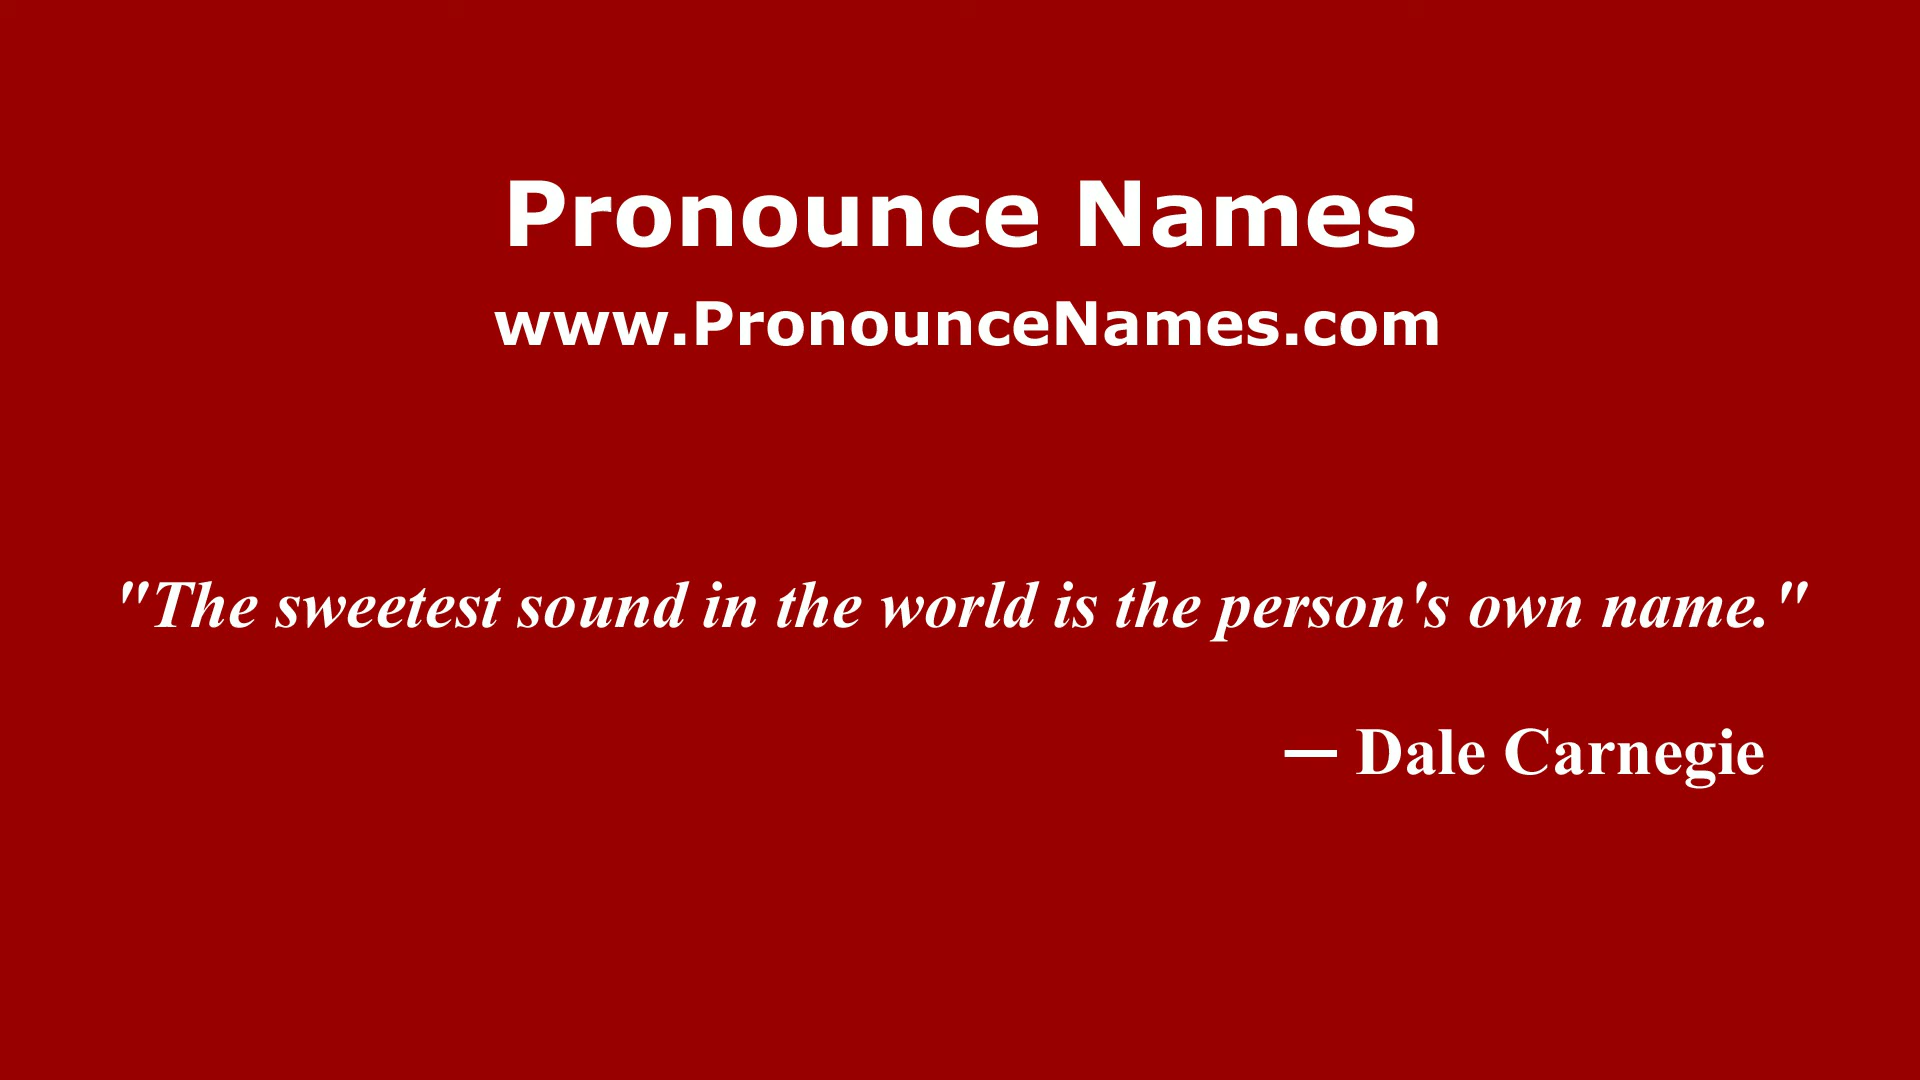 Pronounce Names
www.PronounceNames.com
"The sweetest sound in the world is the person's own name."
— Dale Carnegie